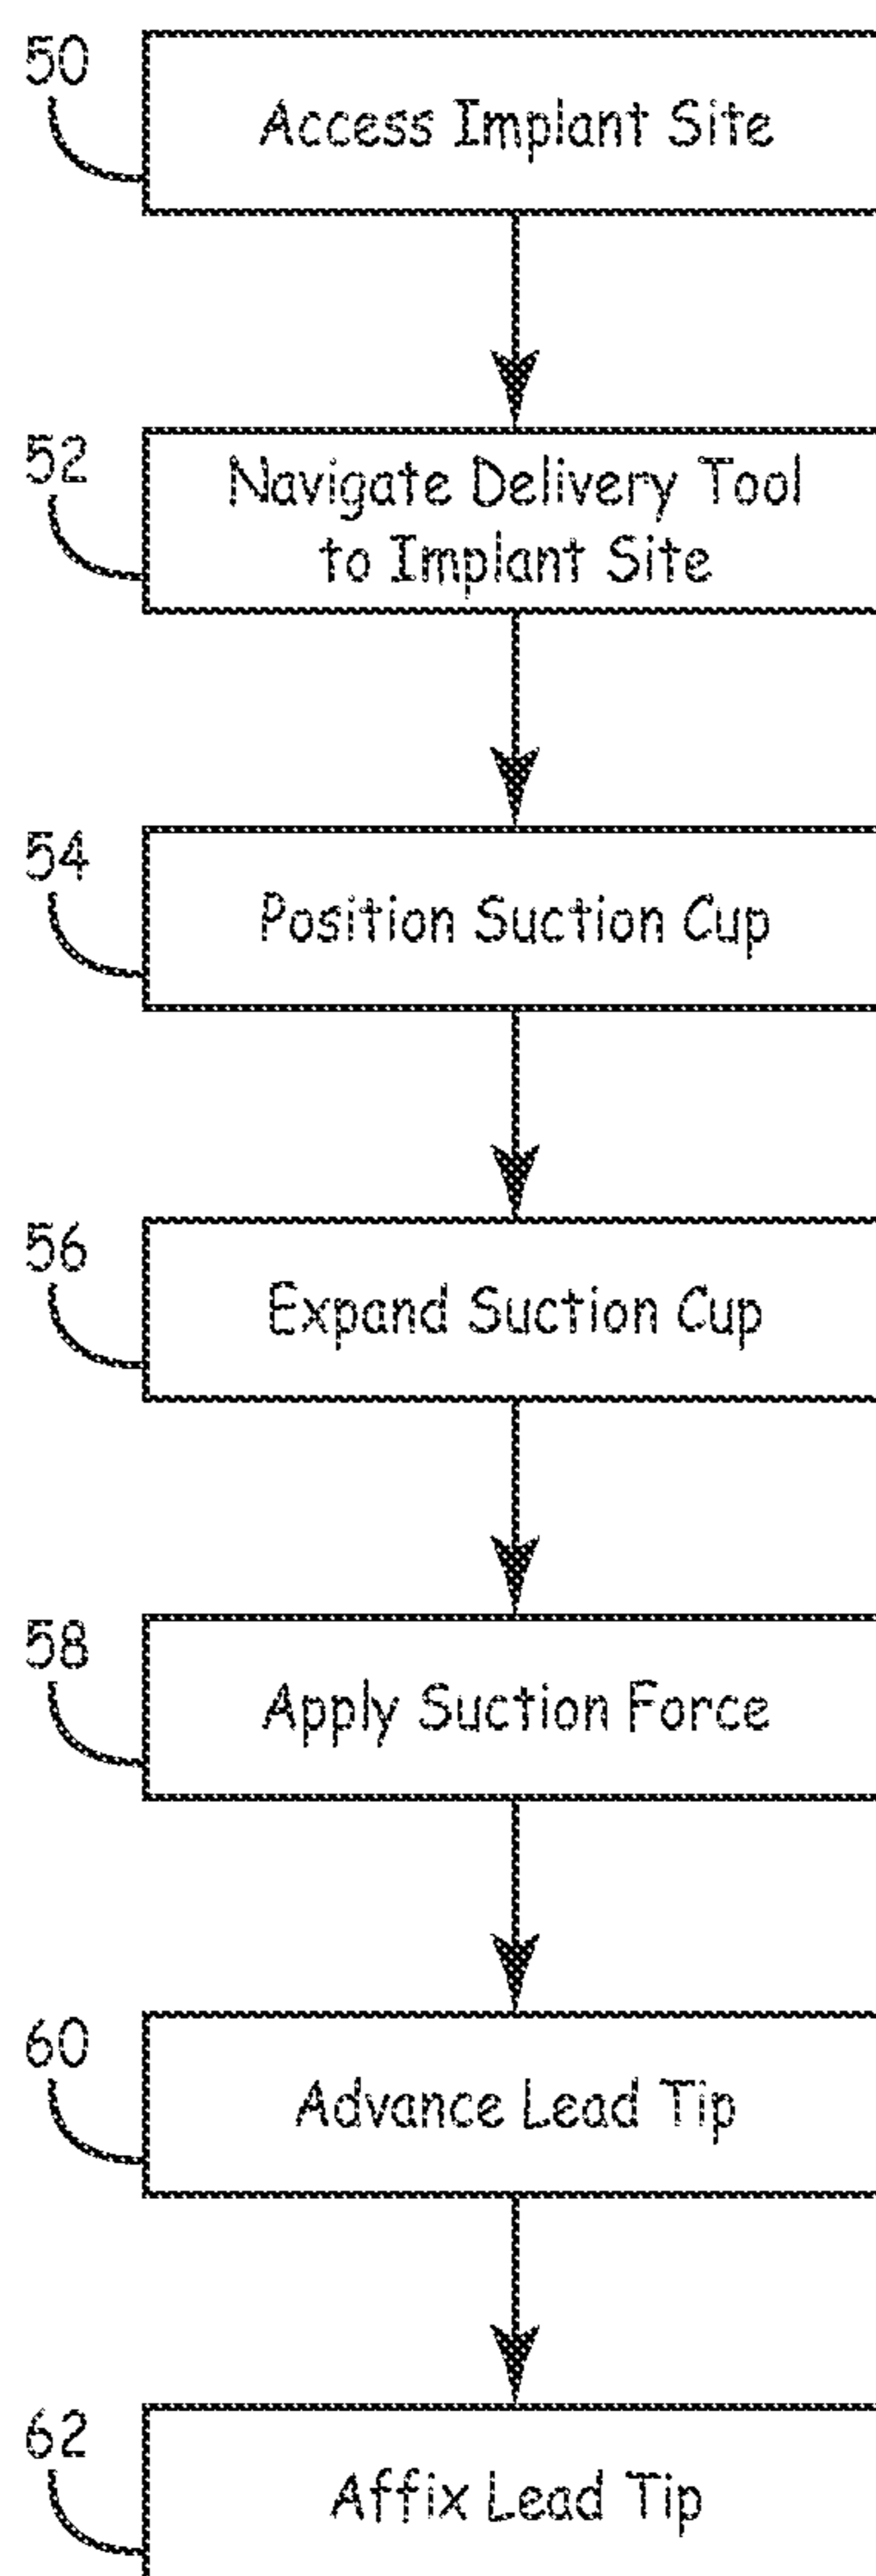 50
Access Implant Site
52
Navigate Delivery Tool
to Implant Site
54
Position Suction Cup
56
Expand Suction Cup
58
Apply Suction Force
60
Advance Lead Tip
62
Affix Lead Tip